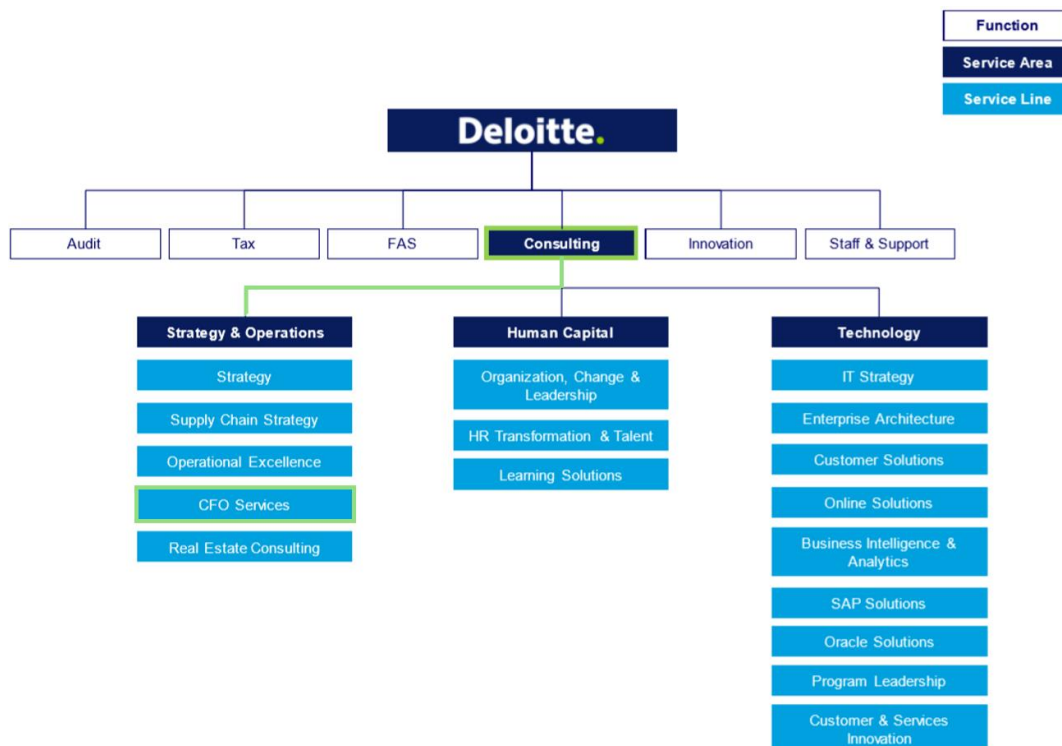 Function
Service Area
Service Line
Deloitte.
Audit
Tax
FAS
Consulting
Innovation
Staff & Support
Strategy & Operations
Strategy
Supply Chain Strategy
Operational Excellence
CFO Services
Real Estate Consulting
Human Capital
Organization, Change &
Leadership
HR Transformation & Talent
Learning Solutions
Technology
IT Strategy
Enterprise Architecture
Customer Solutions
Online Solutions
Business Intelligence &
Analytics
SAP Solutions
Oracle Solutions
Program Leadership
Customer & Services
Innovation